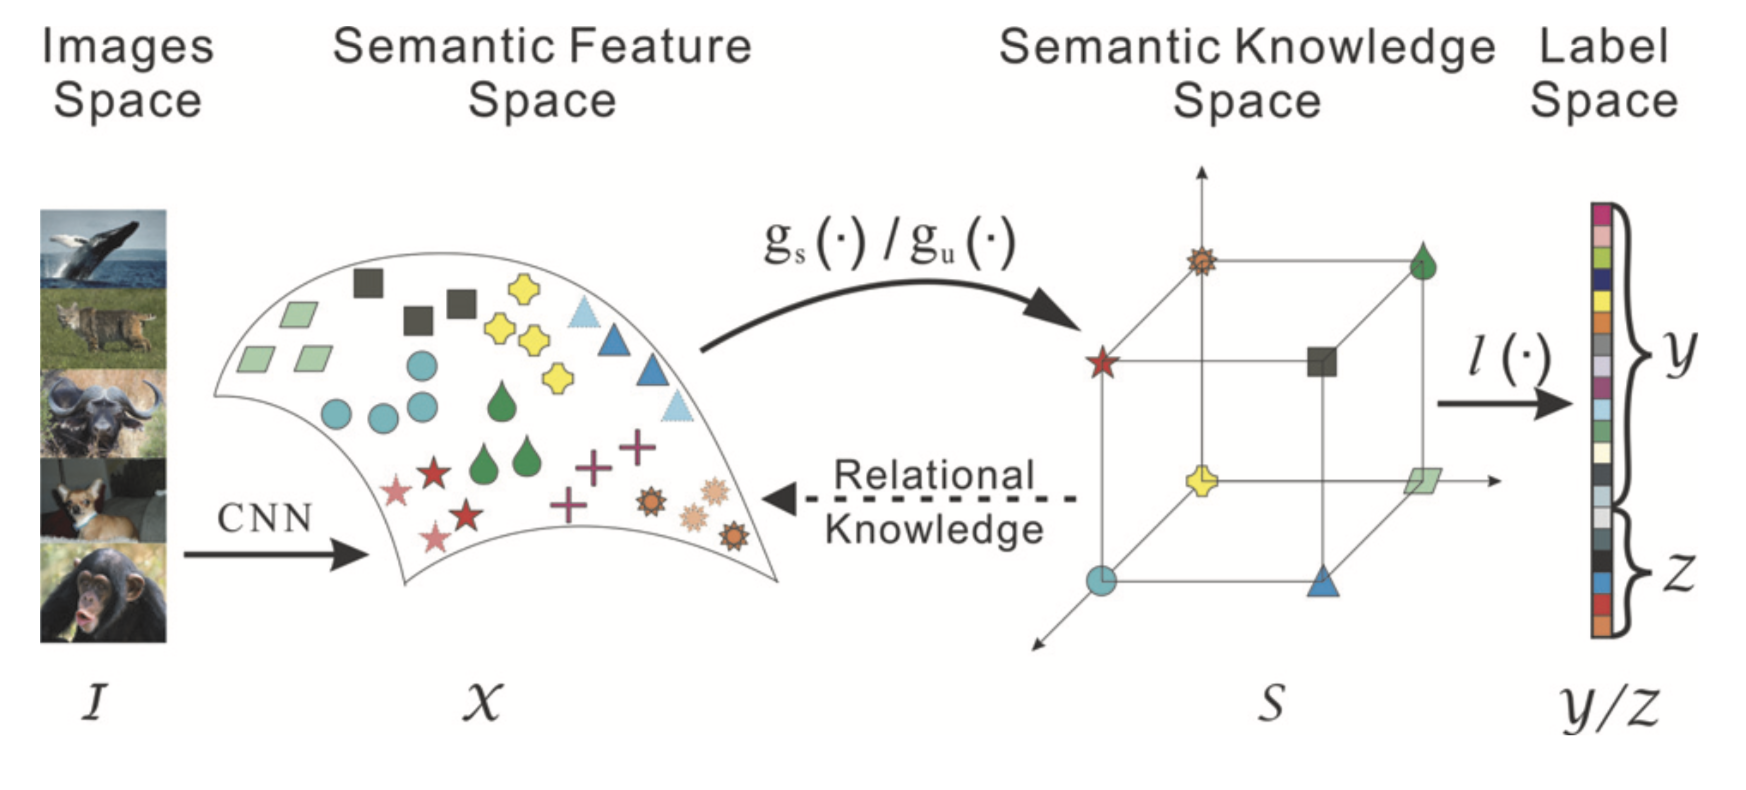 Images
Space
Semantic Feature
Space
Semantic Knowledge
Space
Label
Space
gs(·) / gu(·)
l(·)
y
Relational
Knowledge
CNN
z
I
X
S
y/z